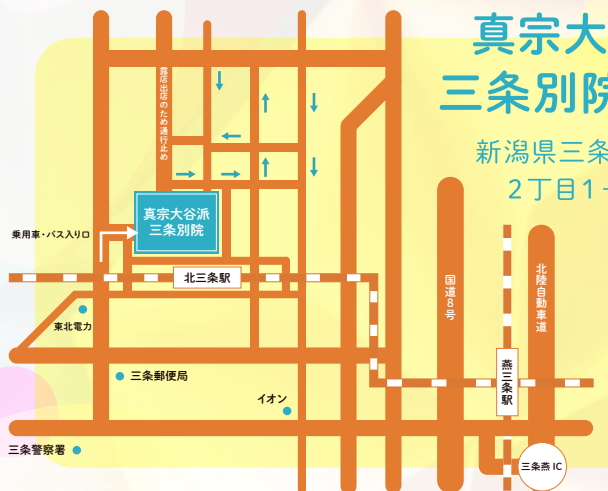 真宗大
三条別院
新潟県三条
2丁目1-
露店出店のため通行止め
真宗大谷派
三条別院
乗用車・バス入り口
北三条駅
東北電力
国道8号
北陸自動車道
燕三条駅
三条郵便局
イオン
三条警察署
三条燕 IC